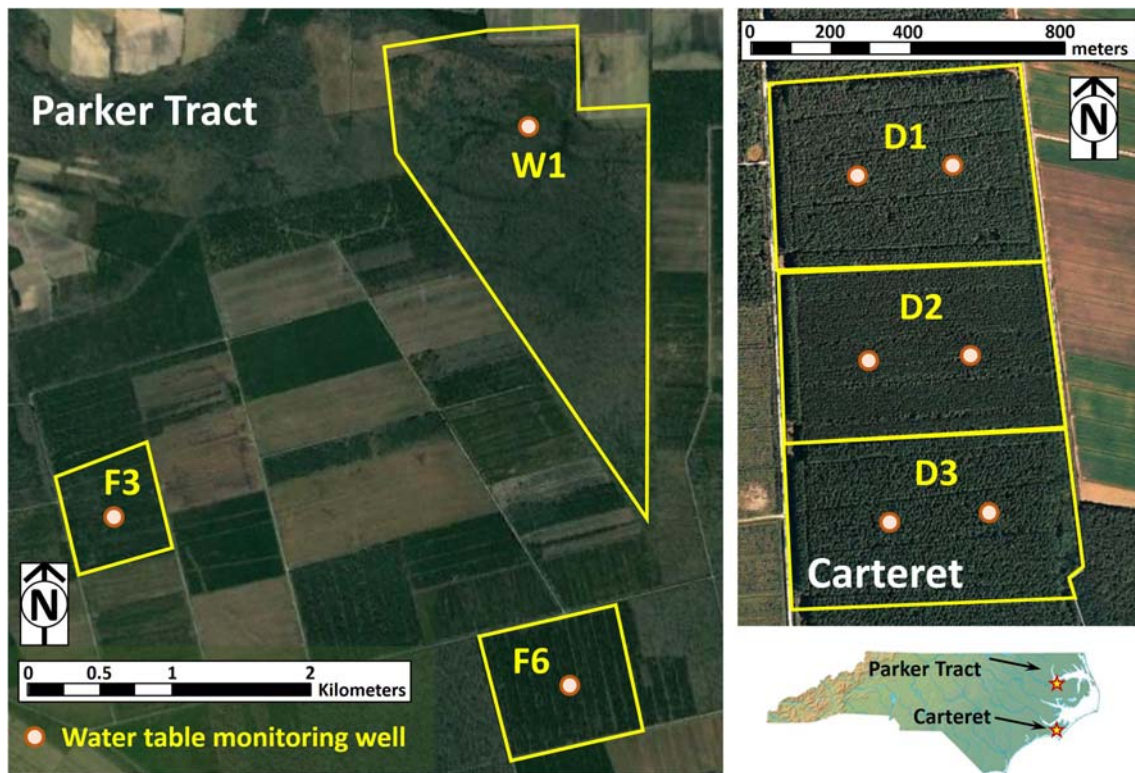 Parker Tract
W1
F3
F6
N
0 0.5 1 2
Kilometers
Water table monitoring well
0 200 400 800
meters
N
D1
D2
D3
Carteret
Parker Tract
Carteret